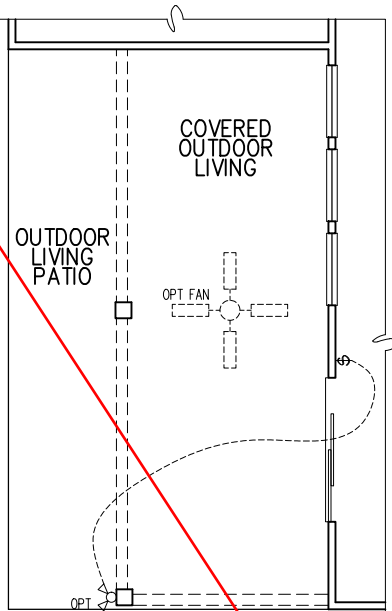 COVERED
OUTDOOR
LIVING
OUTDOOR
LIVING
PATIO
OPT FAN
$
OPT